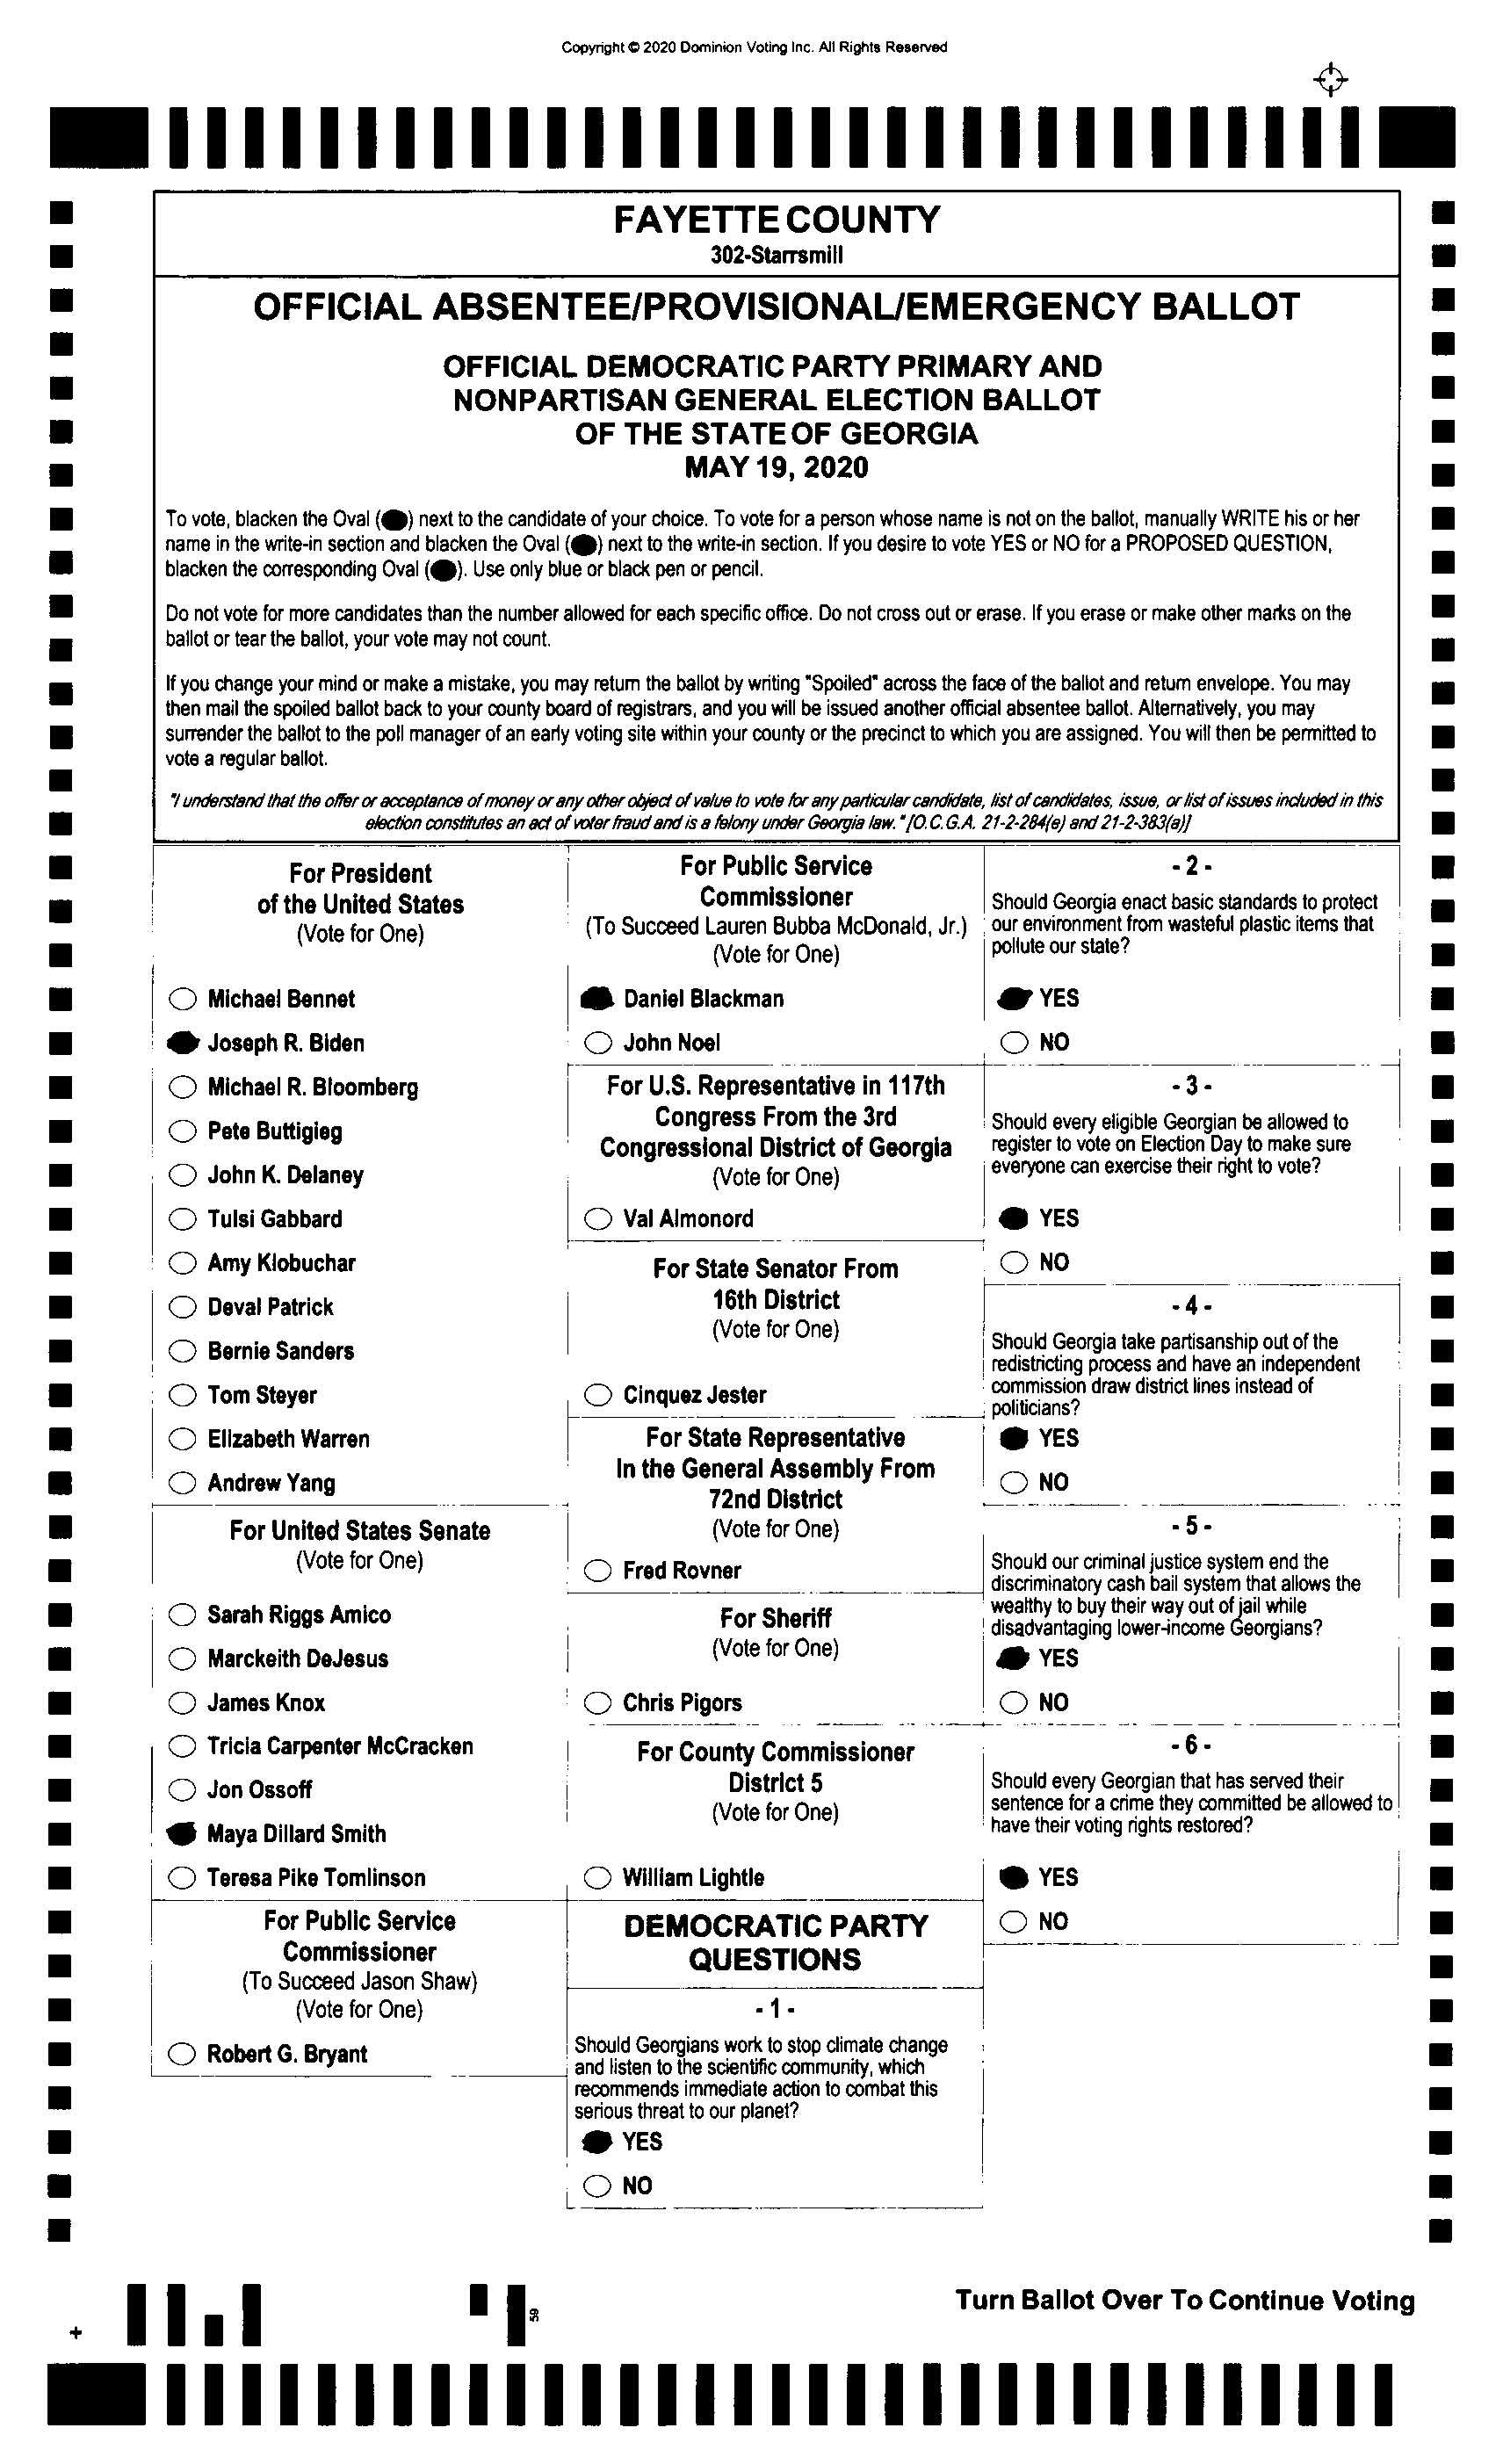 Copyright © 2020 Dominion Voting Inc. All Rights Reserved
FAYETTE COUNTY
302-Starrsmill
OFFICIAL ABSENTEE/PROVISIONAL/EMERGENCY BALLOT
OFFICIAL DEMOCRATIC PARTY PRIMARY AND
NONPARTISAN GENERAL ELECTION BALLOT
OF THE STATE OF GEORGIA
MAY 19, 2020
To vote, blacken the Oval (⬬) next to the candidate of your choice. To vote for a person whose name is not on the ballot, manually WRITE his or her
name in the write-in section and blacken the Oval (⬬) next to the write-in section. If you desire to vote YES or NO for a PROPOSED QUESTION,
blacken the corresponding Oval (⬬). Use only blue or black pen or pencil.
Do not vote for more candidates than the number allowed for each specific office. Do not cross out or erase. If you erase or make other marks on the
ballot or tear the ballot, your vote may not count.
If you change your mind or make a mistake, you may return the ballot by writing "Spoiled" across the face of the ballot and return envelope. You may
then mail the spoiled ballot back to your county board of registrars, and you will be issued another official absentee ballot. Alternatively, you may
surrender the ballot to the poll manager of an early voting site within your county or the precinct to which you are assigned. You will then be permitted to
vote a regular ballot.
"I understand that the offer or acceptance of money or any other object of value to vote for any particular candidate, list of candidates, issue, or list of issues included in this
election constitutes an act of voter fraud and is a felony under Georgia law." [O.C.G.A. 21-2-284(e) and 21-2-383(a)]
For President
of the United States
(Vote for One)
Michael Bennet
Joseph R. Biden
Michael R. Bloomberg
Pete Buttigieg
John K. Delaney
Tulsi Gabbard
Amy Klobuchar
Deval Patrick
Bernie Sanders
Tom Steyer
Elizabeth Warren
Andrew Yang
For United States Senate
(Vote for One)
Sarah Riggs Amico
Marckeith DeJesus
James Knox
Tricia Carpenter McCracken
Jon Ossoff
Maya Dillard Smith
Teresa Pike Tomlinson
For Public Service
Commissioner
(To Succeed Jason Shaw)
(Vote for One)
Robert G. Bryant
For Public Service
Commissioner
(To Succeed Lauren Bubba McDonald, Jr.)
(Vote for One)
Daniel Blackman
John Noel
For U.S. Representative in 117th
Congress From the 3rd
Congressional District of Georgia
(Vote for One)
Val Almonord
For State Senator From
16th District
(Vote for One)
Cinquez Jester
For State Representative
In the General Assembly From
72nd District
(Vote for One)
Fred Rovner
For Sheriff
(Vote for One)
Chris Pigors
For County Commissioner
District 5
(Vote for One)
William Lightle
DEMOCRATIC PARTY
QUESTIONS
- 1 -
Should Georgians work to stop climate change
and listen to the scientific community, which
recommends immediate action to combat this
serious threat to our planet?
YES
NO
- 2 -
Should Georgia enact basic standards to protect
our environment from wasteful plastic items that
pollute our state?
YES
NO
- 3 -
Should every eligible Georgian be allowed to
register to vote on Election Day to make sure
everyone can exercise their right to vote?
YES
NO
- 4 -
Should Georgia take partisanship out of the
redistricting process and have an independent
commission draw district lines instead of
politicians?
YES
NO
- 5 -
Should our criminal justice system end the
discriminatory cash bail system that allows the
wealthy to buy their way out of jail while
disadvantaging lower-income Georgians?
YES
NO
- 6 -
Should every Georgian that has served their
sentence for a crime they committed be allowed to
have their voting rights restored?
YES
NO
Turn Ballot Over To Continue Voting
59